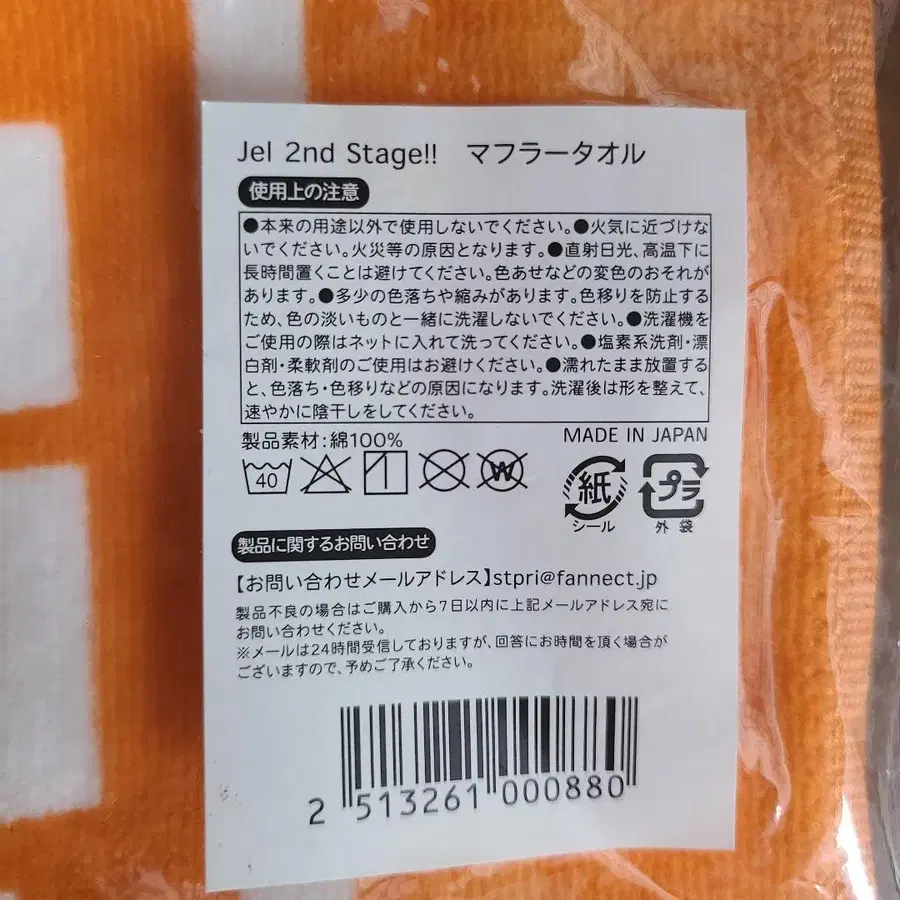 Jel 2nd Stage!! マフラータオル
使用上の注意
●本来の用途以外で使用しないでください。●火気に近づけな
いでください。火災等の原因となります。●直射日光、高温下に
長時間置くことは避けてください。色あせなどの変色のおそれが
あります。●多少の色落ちや縮みがあります。色移りを防止する
ため、色の淡いものと一緒に洗濯しないでください。●洗濯機を
ご使用の際はネットに入れて洗ってください。●塩素系洗剤・漂
白剤・柔軟剤のご使用はお避けください。●濡れたまま放置する
と、色落ち・色移りなどの原因になります。洗濯後は形を整えて、
速やかに陰干しをしてください。
製品素材：綿100%
MADE IN JAPAN
40
W
紙
プラ
シール
外袋
製品に関するお問い合わせ
【お問い合わせメールアドレス】stpri@fannect.jp
製品不良の場合はご購入から7日以内に上記メールアドレス宛に
お問い合わせください。
※メールは24時間受信しておりますが、回答にお時間を頂く場合が
ございますので、予めご了承ください。
2 513261 000880